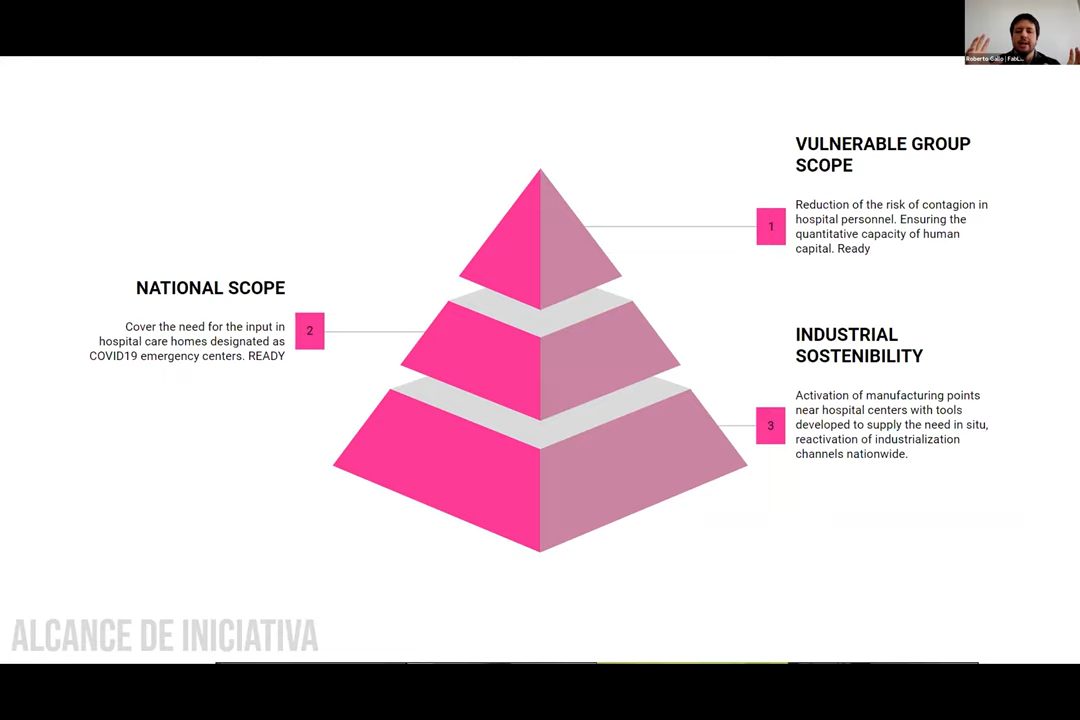 Roberto Gallo | FabL...
VULNERABLE GROUP
SCOPE
Reduction of the risk of contagion in
hospital personnel. Ensuring the
quantitative capacity of human
capital. Ready
1
NATIONAL SCOPE
Cover the need for the input in
hospital care homes designated as
COVID19 emergency centers. READY
2
INDUSTRIAL
SOSTENIBILITY
Activation of manufacturing points
near hospital centers with tools
developed to supply the need in situ,
reactivation of industrialization
channels nationwide.
3
ALCANCE DE INICIATIVA